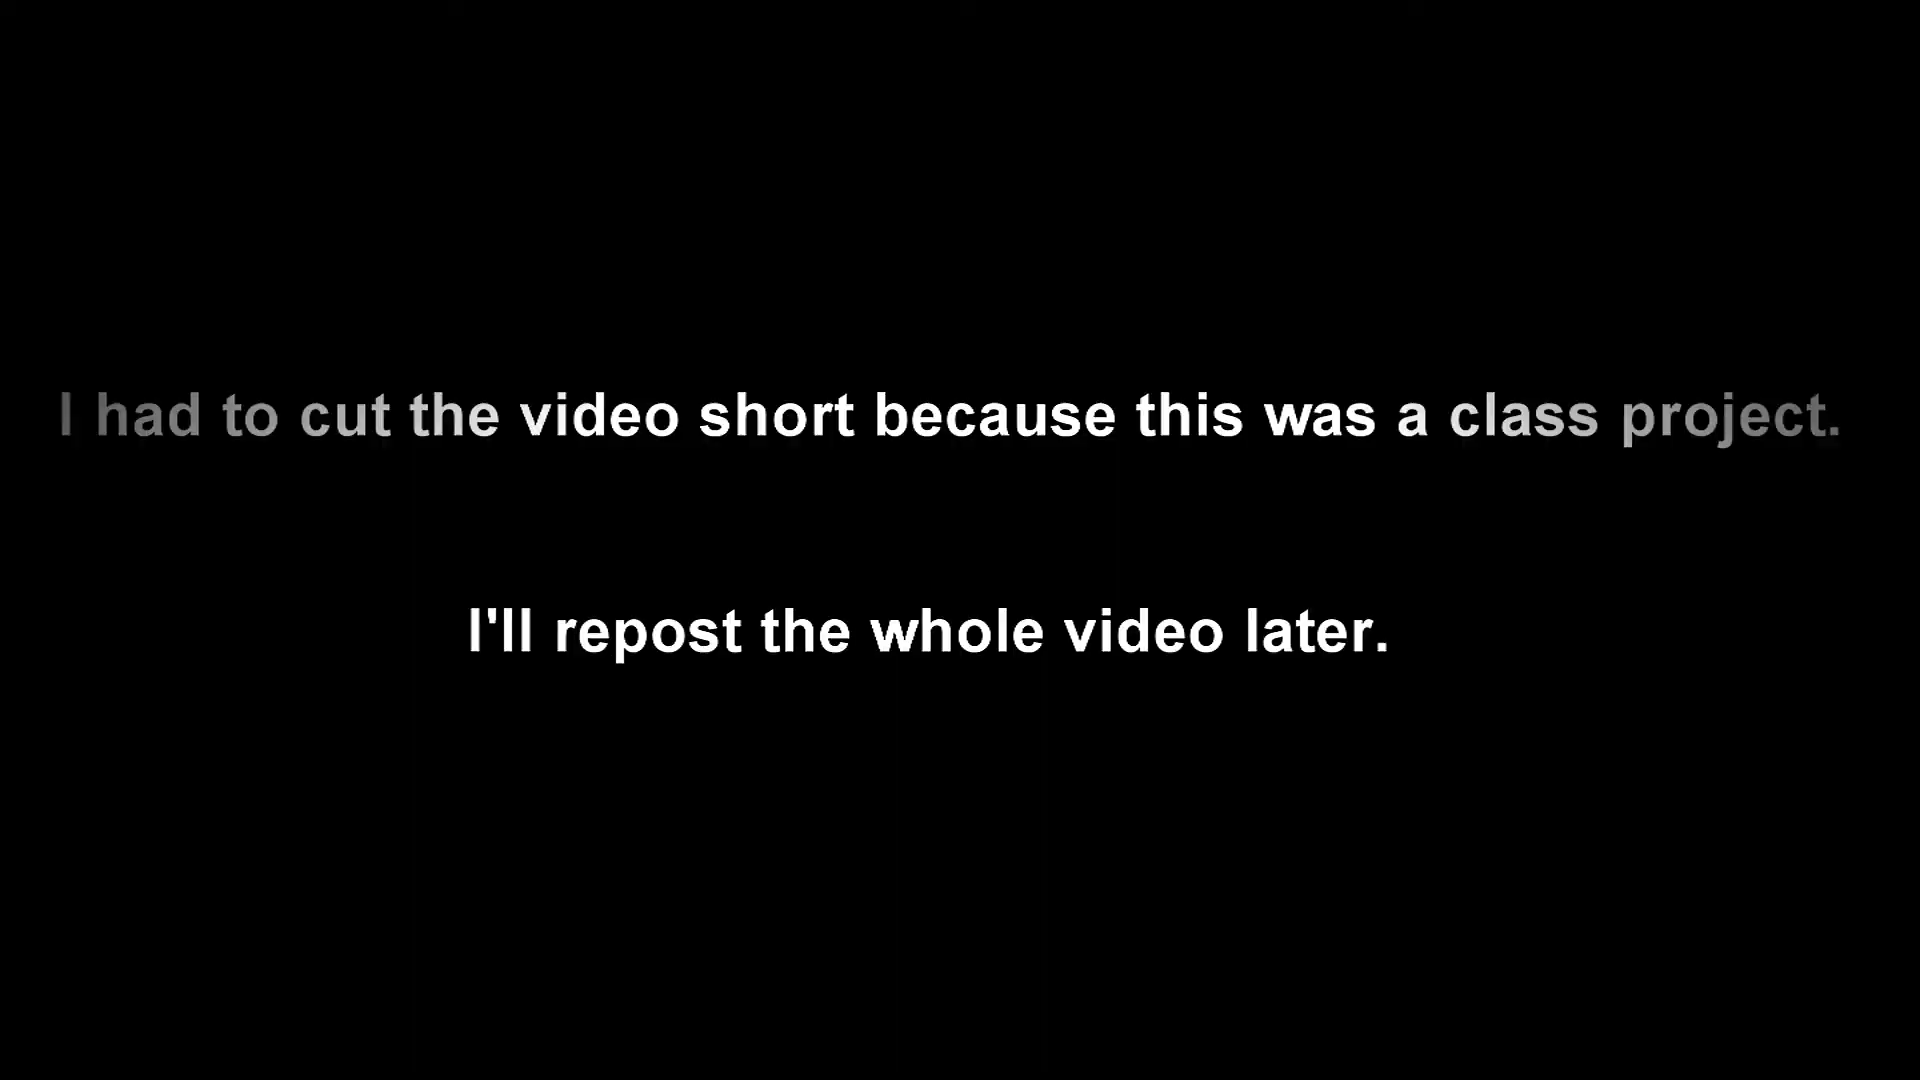 I had to cut the video short because this was a class project.
I'll repost the whole video later.